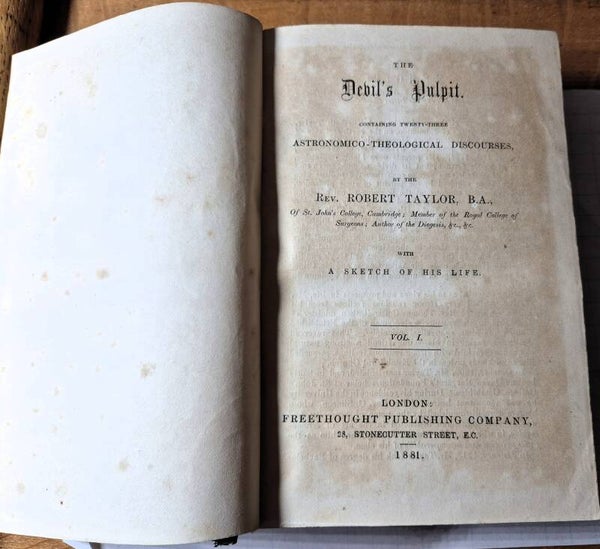 THE
Devil's Pulpit.
CONTAINING TWENTY-THREE
ASTRONOMICO-THEOLOGICAL DISCOURSES,
BY THE
REV. ROBERT TAYLOR, B.A.,
Of St. John's College, Cambridge; Member of the Royal College of
Surgeons; Author of the Diegesis, &c., &c.
WITH
A SKETCH OF HIS LIFE.
VOL. I.
LONDON:
FREETHOUGHT PUBLISHING COMPANY,
28, STONECUTTER STREET, E.C.
1881.